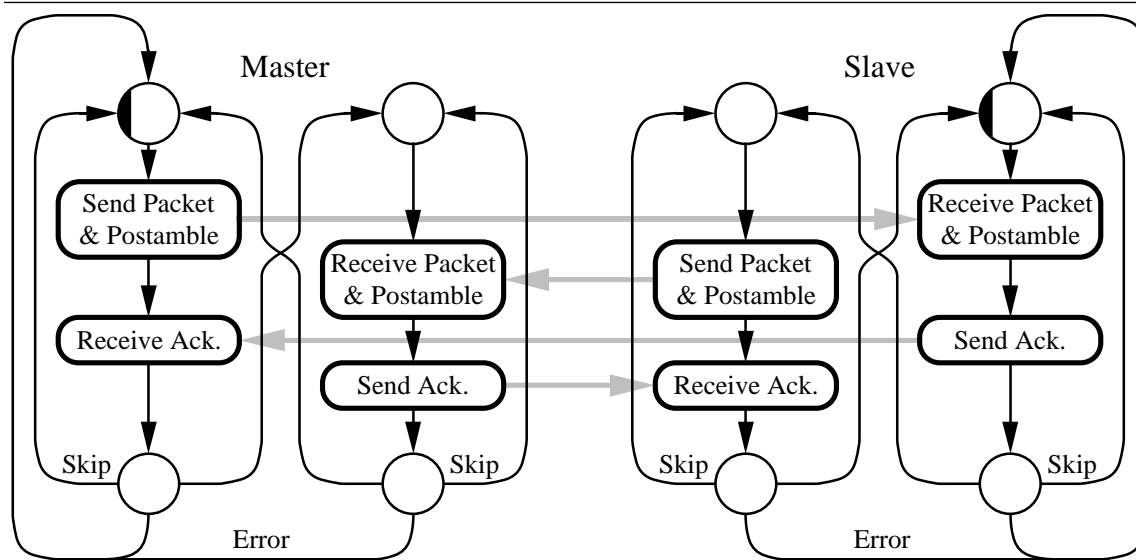 Master
Slave
Send Packet
& Postamble
Receive Packet
& Postamble
Receive Packet
& Postamble
Send Packet
& Postamble
Receive Ack.
Send Ack.
Send Ack.
Receive Ack.
Skip
Skip
Skip
Skip
Error
Error